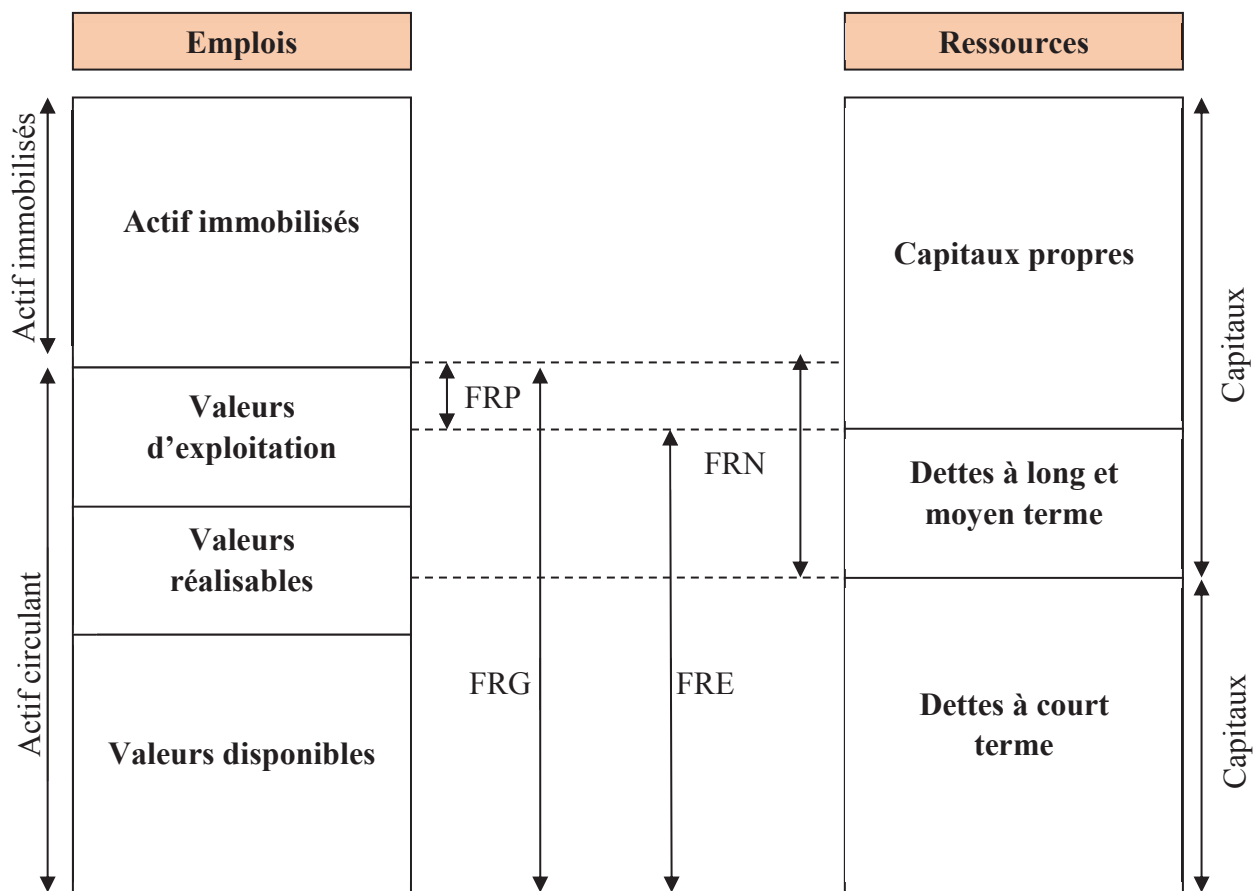 Emplois
Ressources
Actif immobilisés
Actif immobilisés
Capitaux propres
Capitaux
FRP
Valeurs
d’exploitation
FRN
Dettes à long et
moyen terme
Valeurs
réalisables
Actif circulant
FRG
FRE
Valeurs disponibles
Dettes à court
terme
Capitaux